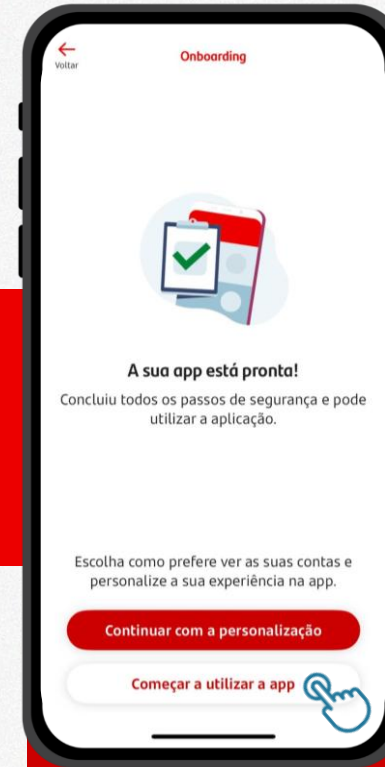 Onboarding
Voltar
A sua app está pronta!
Concluiu todos os passos de segurança e pode
utilizar a aplicação.
Escolha como prefere ver as suas contas e
personalize a sua experiência na app.
Continuar com a personalização
Começar a utilizar a app